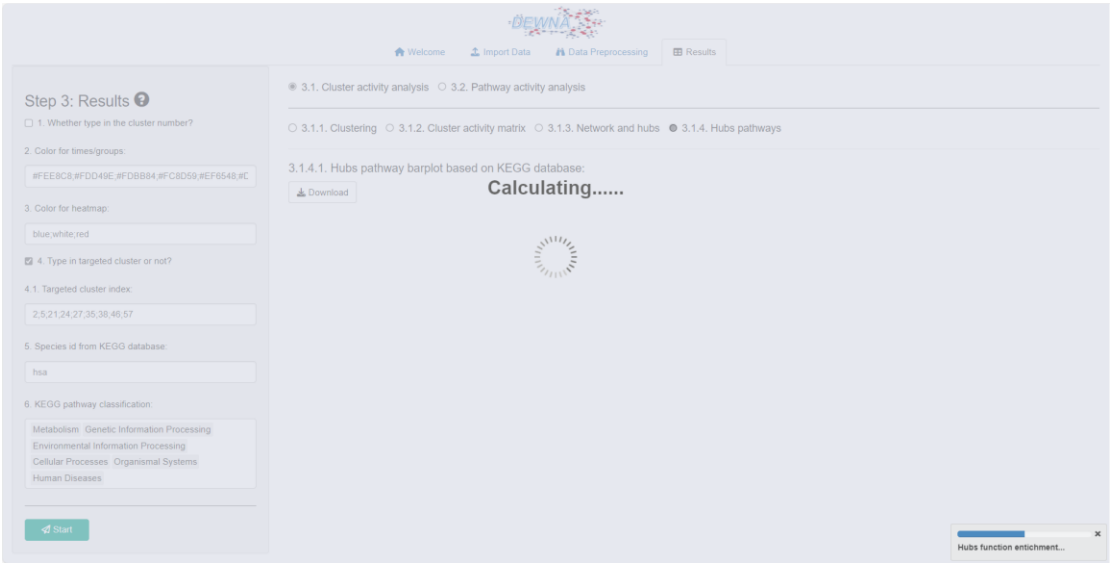 DEWNA
Welcome Import Data Data Preprocessing Results
Step 3: Results ?
1. Whether type in the cluster number?
2. Color for times/groups:
#FEE8C8;#FDD49E;#FDBB84;#FC8D59;#EF6548;#D
3. Color for heatmap:
blue;white;red
4. Type in targeted cluster or not?
4.1. Targeted cluster index:
2;5;21;24;27;35;38;46;57
5. Species id from KEGG database:
hsa
6. KEGG pathway classification:
Metabolism Genetic Information Processing
Environmental Information Processing
Cellular Processes Organismal Systems
Human Diseases
Start
3.1. Cluster activity analysis 3.2. Pathway activity analysis
3.1.1. Clustering 3.1.2. Cluster activity matrix 3.1.3. Network and hubs 3.1.4. Hubs pathways
3.1.4.1. Hubs pathway barplot based on KEGG database:
Download
Calculating......
Hubs function entichment...